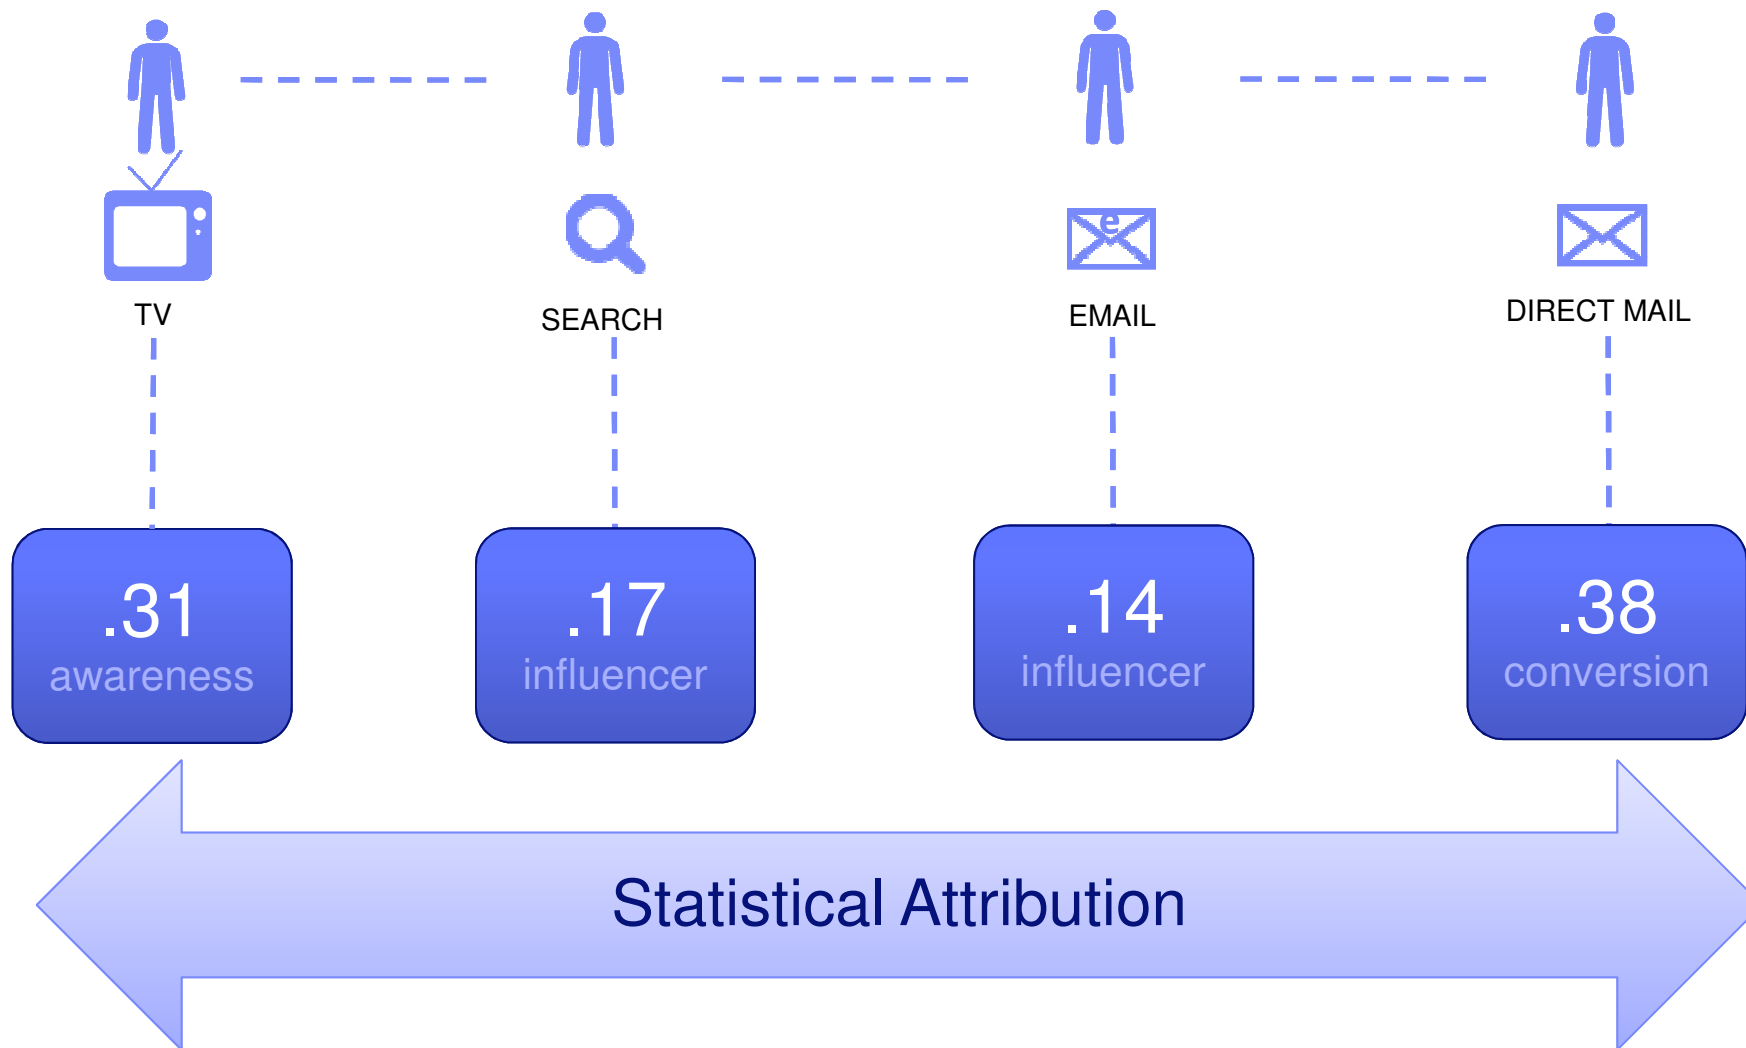 e
TV
SEARCH
EMAIL
DIRECT MAIL
.31
awareness
.17
influencer
.14
influencer
.38
conversion
Statistical Attribution